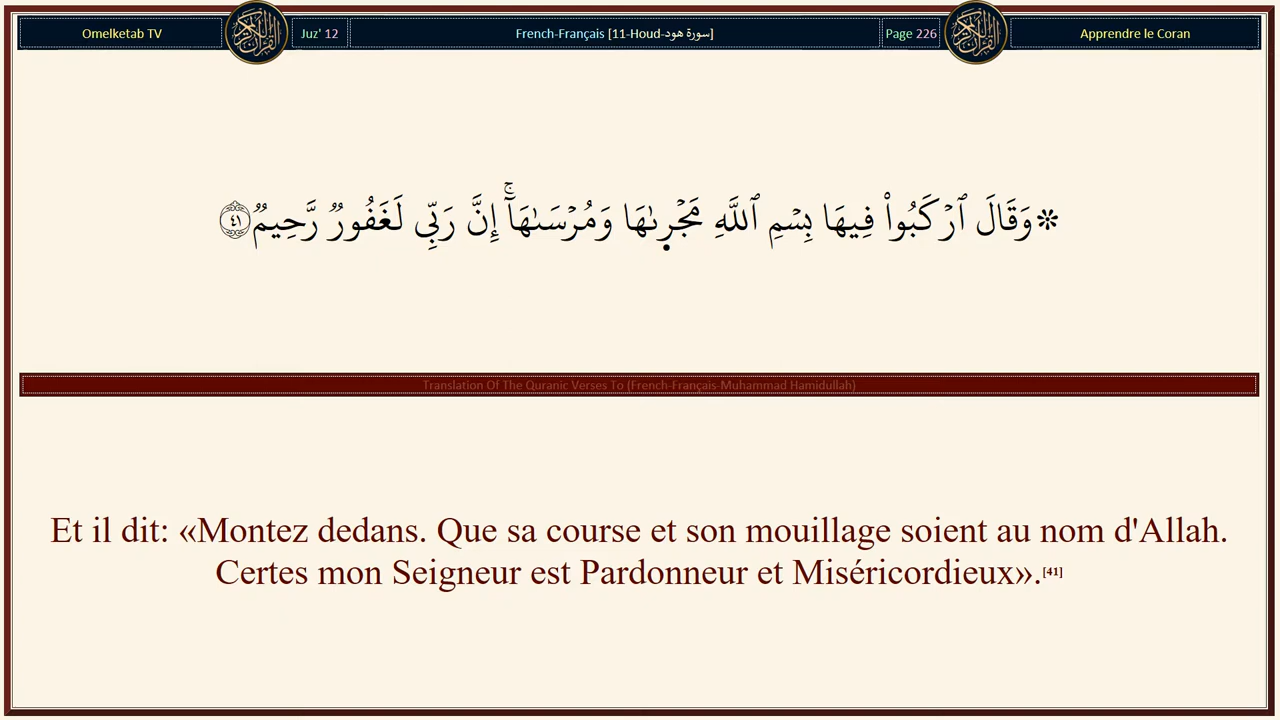 Omelketab TV
Juz' 12
French-Français [11-Houd-سورة هود]
Page 226
Apprendre le Coran
۞ وَقَالَ ٱرۡكَبُواْ فِيهَا بِسۡمِ ٱللَّهِ مَجۡر۪ىٰهَا وَمُرۡسَىٰهَآۚ إِنَّ رَبِّي لَغَفُورٞ رَّحِيمٞ ٤١
Translation Of The Quranic Verses To (French-Français-Muhammad Hamidullah)
Et il dit: «Montez dedans. Que sa course et son mouillage soient au nom d'Allah.
Certes mon Seigneur est Pardonneur et Miséricordieux».[41]